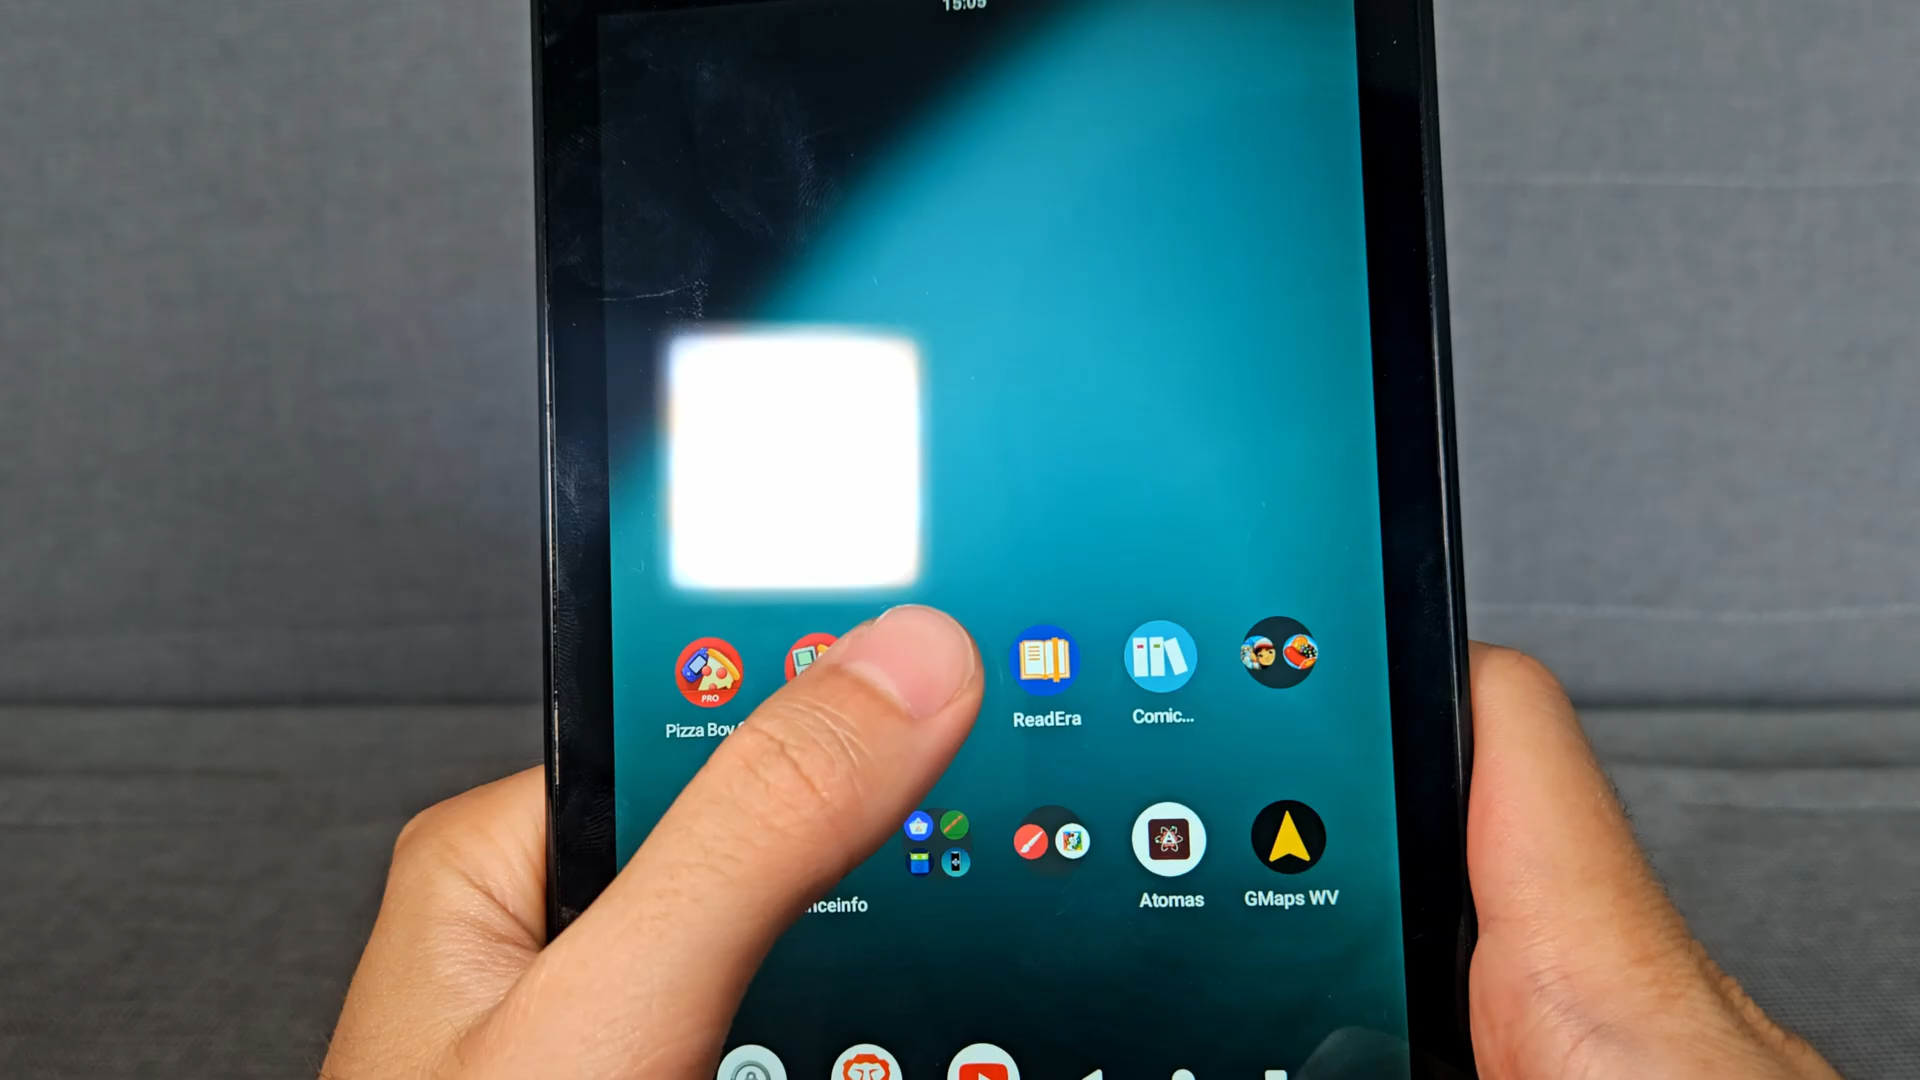 15:05
PRO
Pizza Boy
ReadEra
Comic...
nceinfo
A
Atomas
GMaps WV